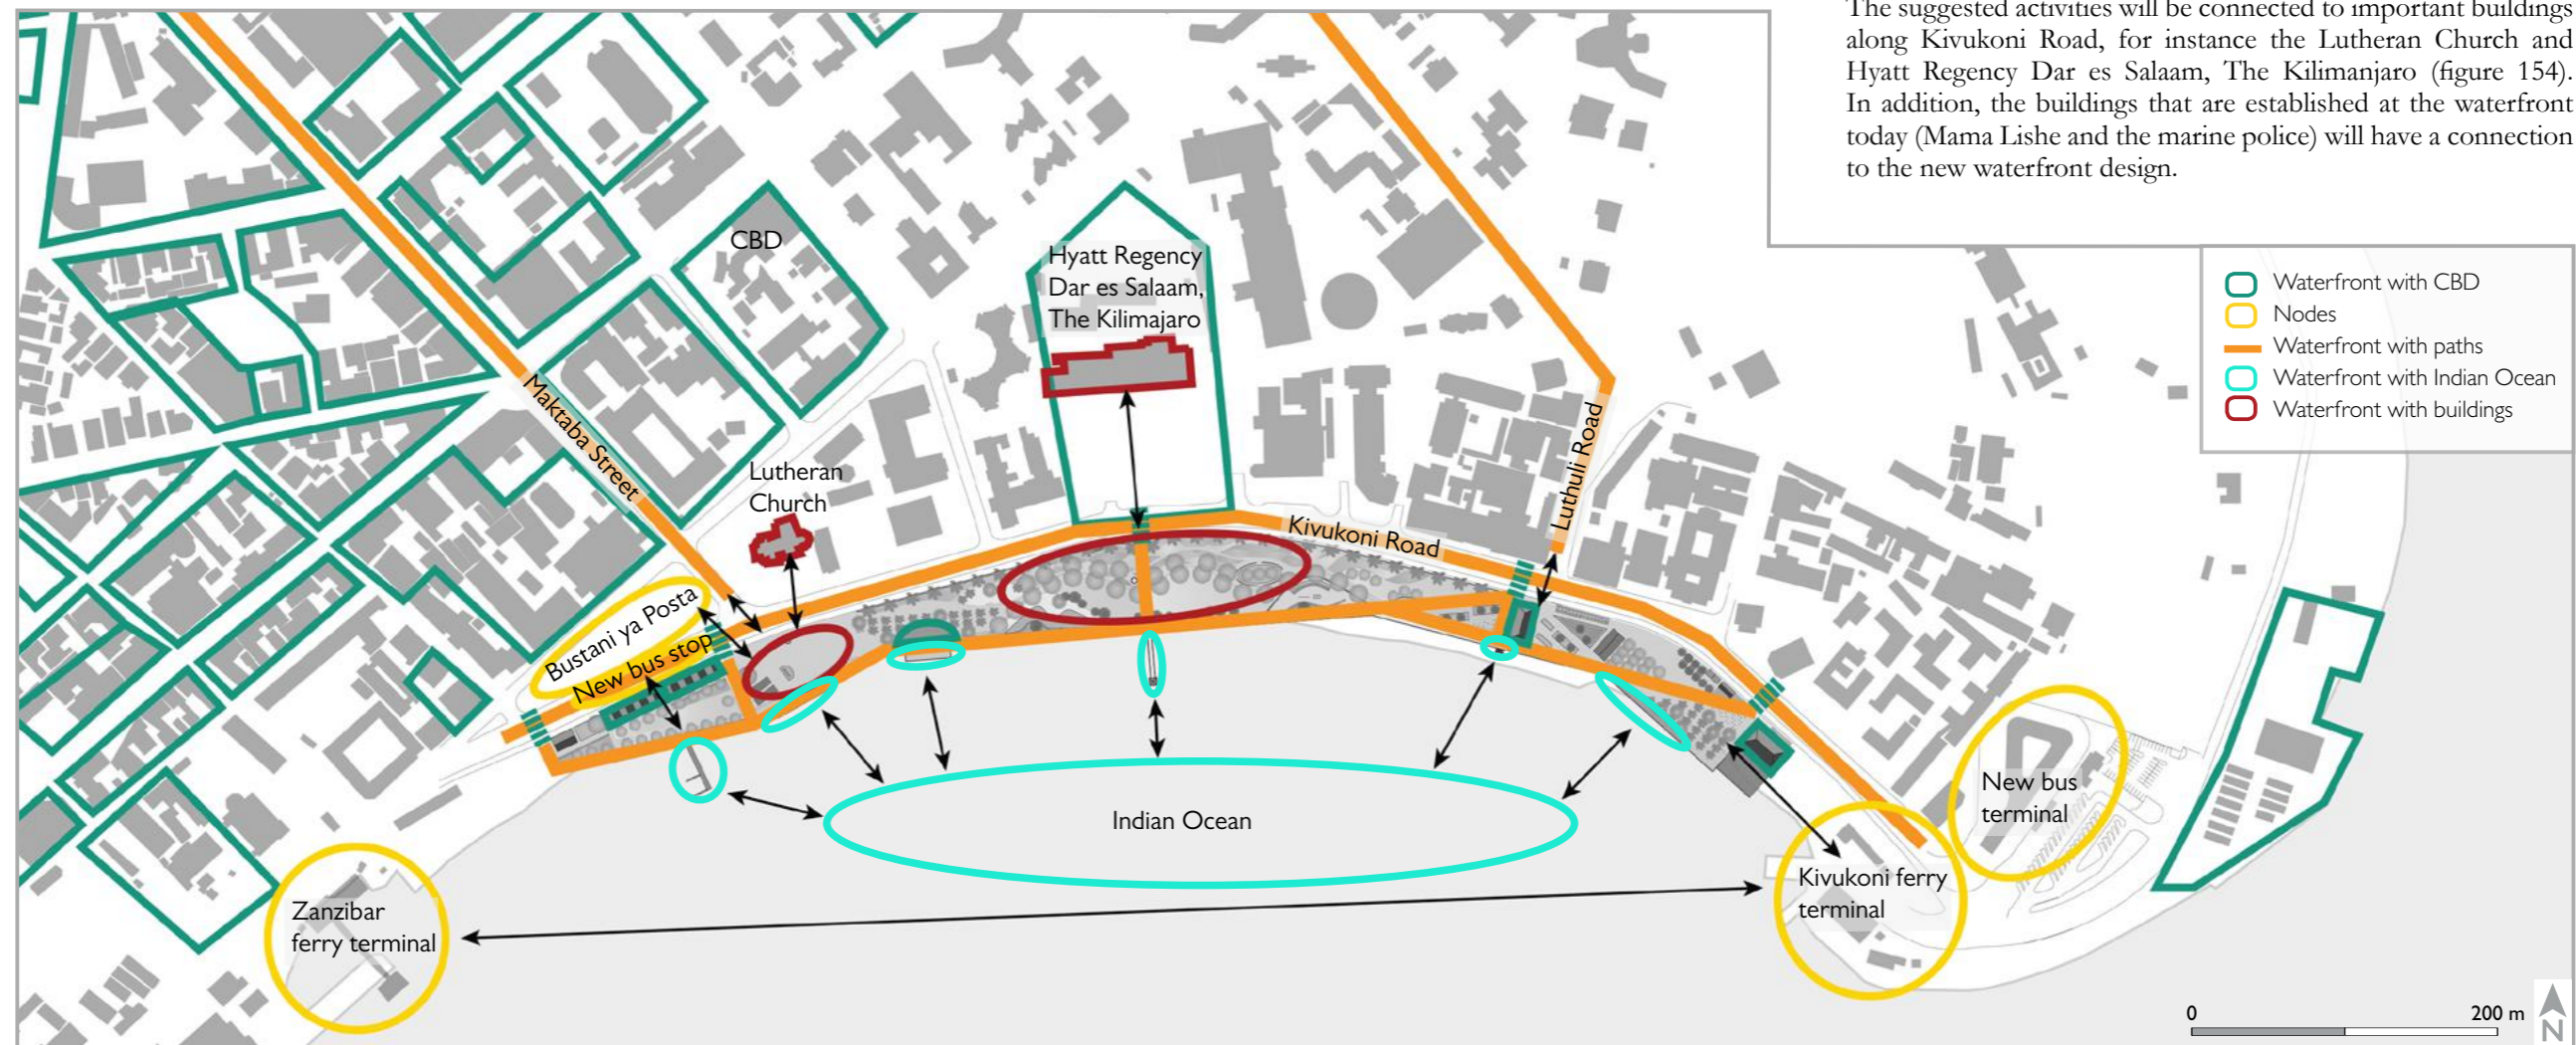 The suggested activities will be connected to important buildings
along Kivukoni Road, for instance the Lutheran Church and
Hyatt Regency Dar es Salaam, The Kilimanjaro (figure 154).
In addition, the buildings that are established at the waterfront
today (Mama Lishe and the marine police) will have a connection
to the new waterfront design.
CBD
Hyatt Regency
Dar es Salaam,
The Kilimajaro
Waterfront with CBD
Nodes
Waterfront with paths
Waterfront with Indian Ocean
Waterfront with buildings
Maktaba Street
Lutheran
Church
Luthuli Road
Kivukoni Road
Bustani ya Posta
New bus stop
New bus
terminal
Indian Ocean
Kivukoni ferry
terminal
Zanzibar
ferry terminal
0 200 m
N